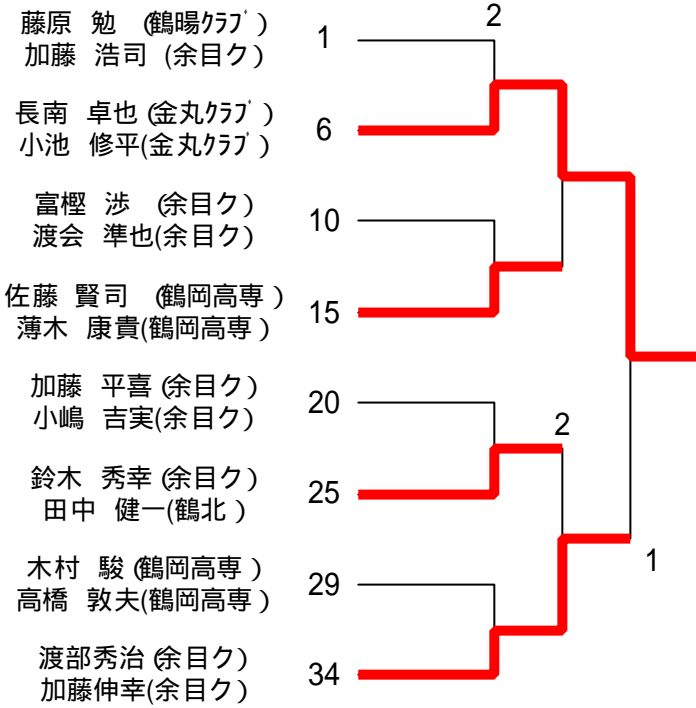 藤原 勉 (鶴陽ｸﾗﾌﾞ)
加藤 浩司 (余目ク)
1
2
長南 卓也 (金丸ｸﾗﾌﾞ)
小池 修平(金丸ｸﾗﾌﾞ)
6
富樫 渉 (余目ク)
渡会 準也(余目ク)
10
佐藤 賢司 (鶴岡高専)
薄木 康貴(鶴岡高専)
15
加藤 平喜 (余目ク)
小嶋 吉実(余目ク)
20
2
鈴木 秀幸 (余目ク)
田中 健一(鶴北)
25
木村 駿 (鶴岡高専)
高橋 敦夫(鶴岡高専)
29
1
渡部秀治 (余目ク)
加藤伸幸(余目ク)
34